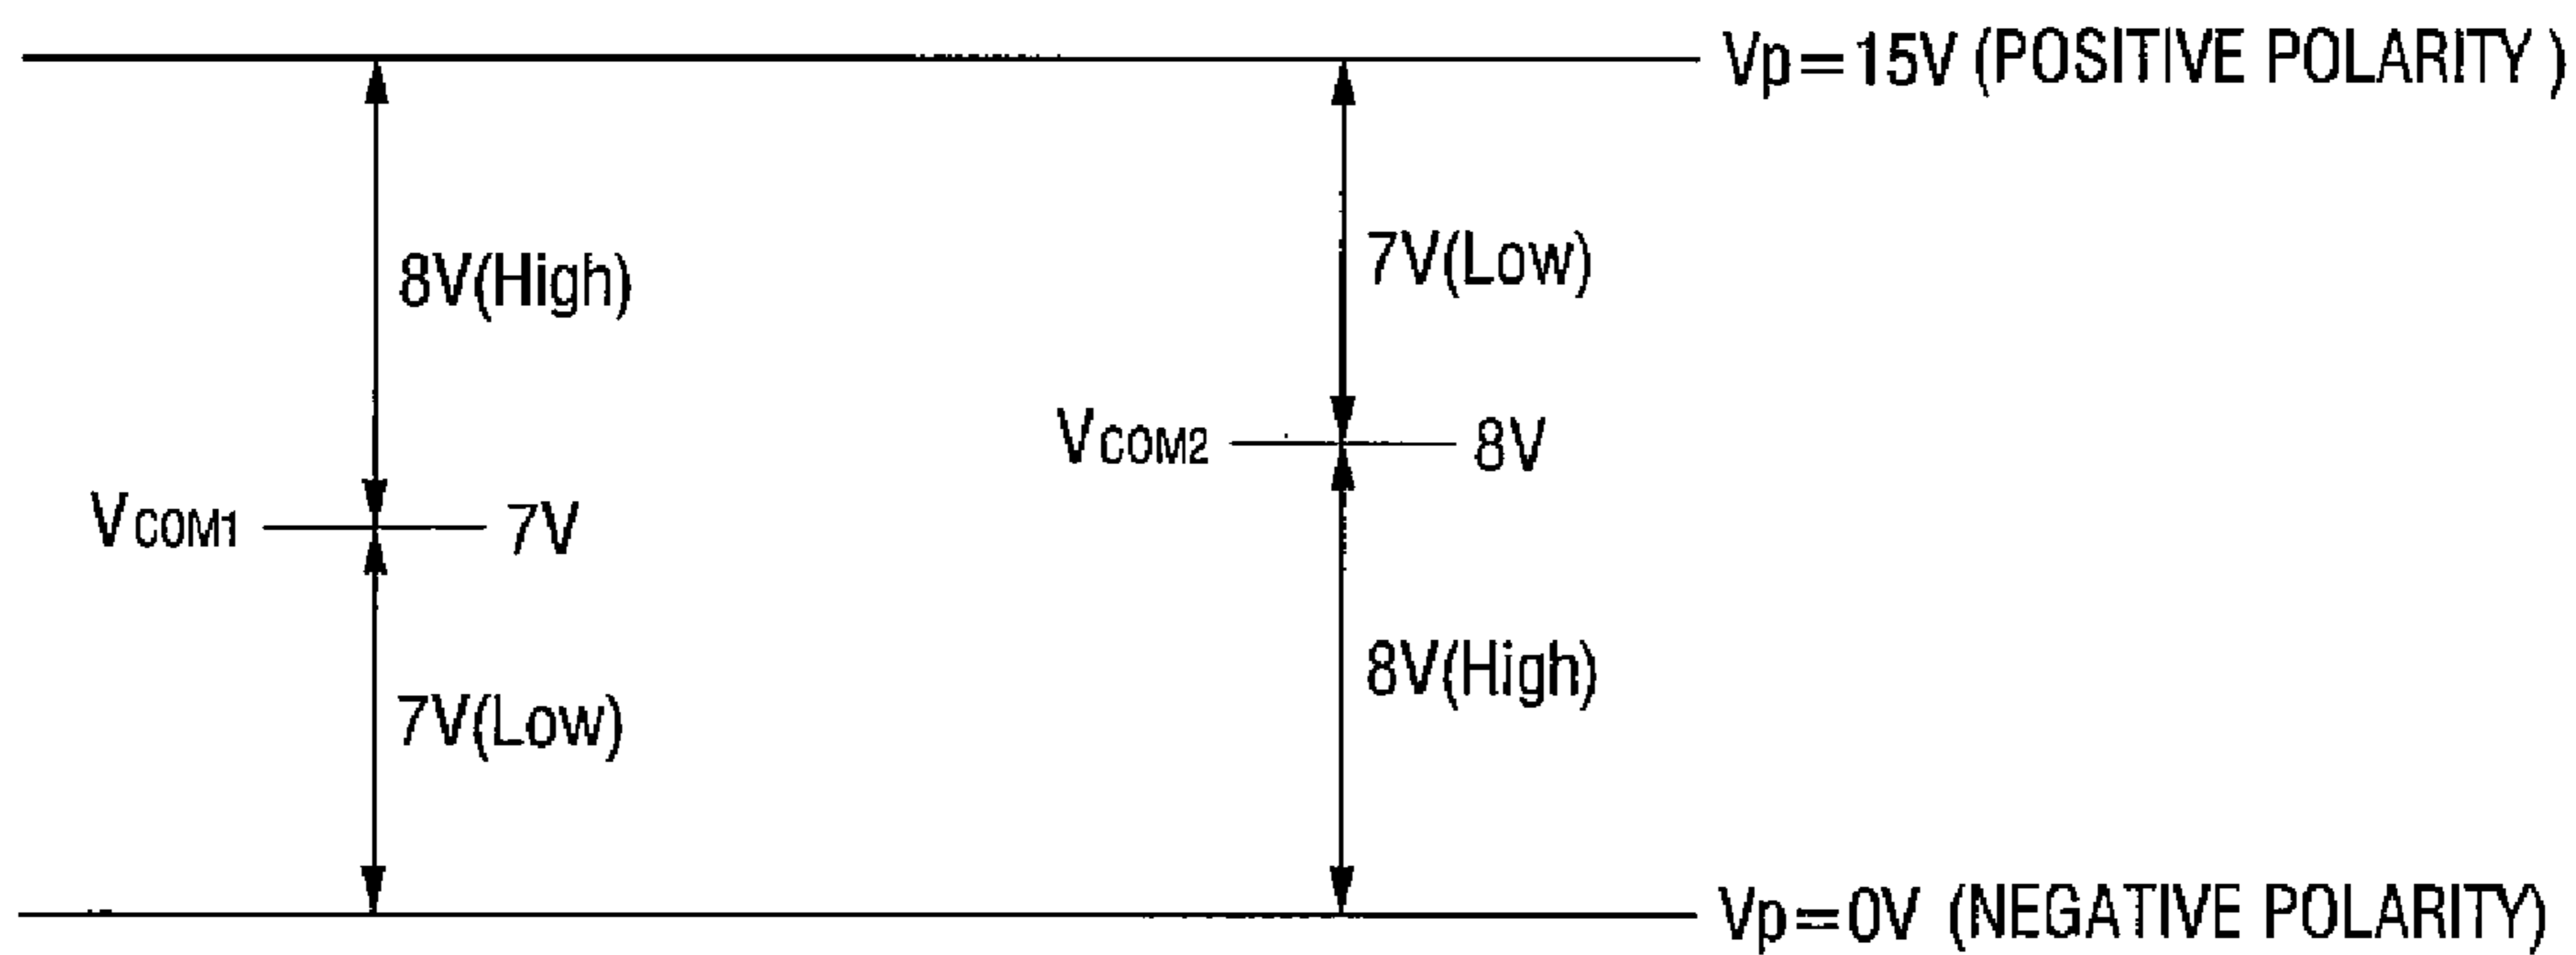 Vp=15V (POSITIVE POLARITY )
7V(Low)
8V(High)
VCOM2 8V
VCOM1 7V
8V(High)
7V(Low)
Vp=0V (NEGATIVE POLARITY)